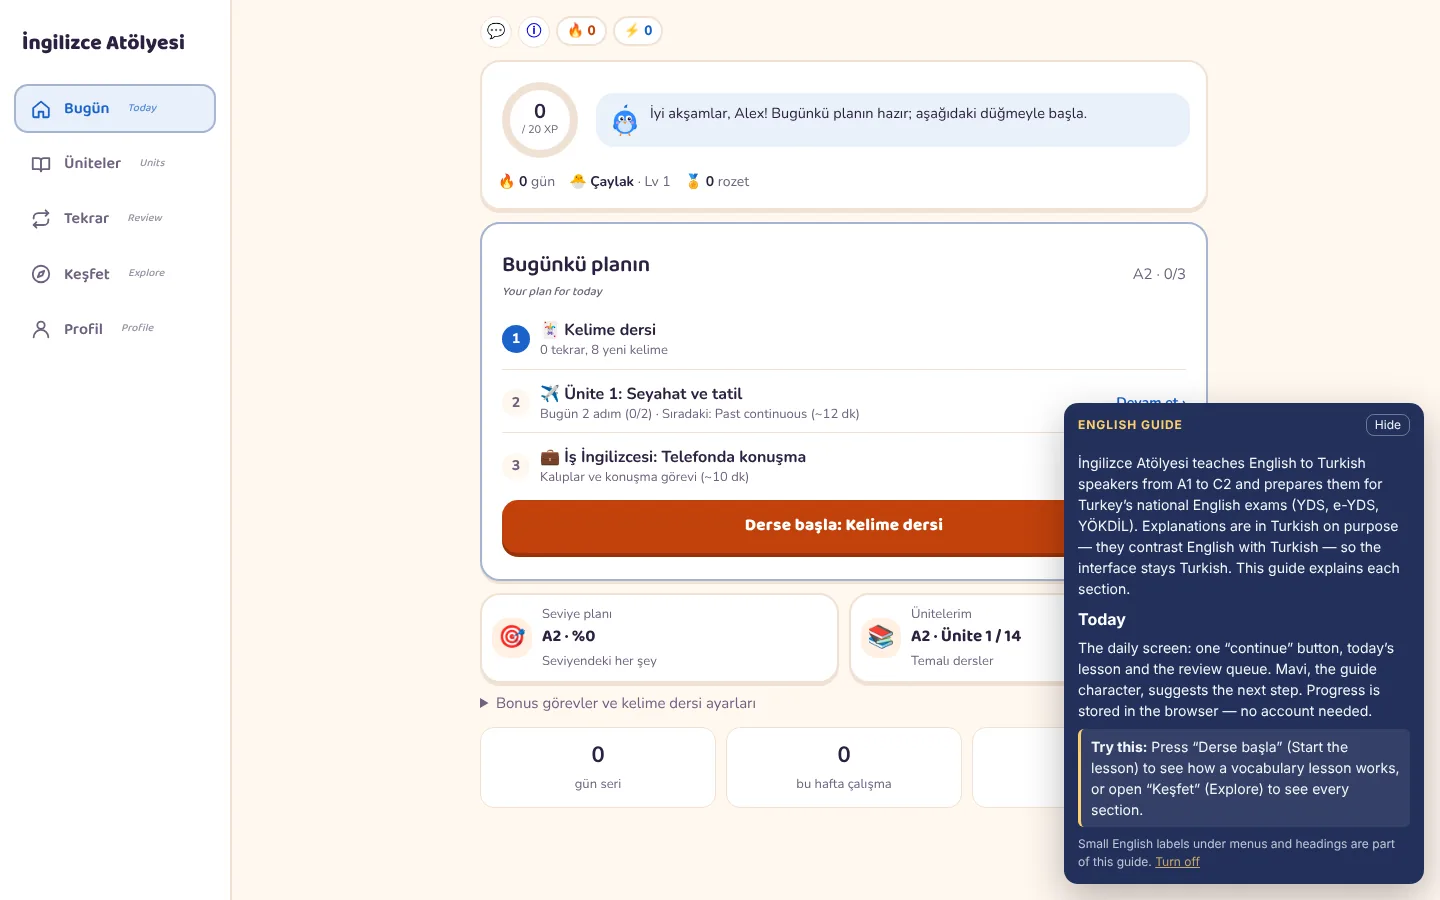 İngilizce Atölyesi
Bugün Today
Üniteler Units
Tekrar Review
Keşfet Explore
Profil Profile
0
0
0
/ 20 XP
İyi akşamlar, Alex! Bugünkü planın hazır; aşağıdaki düğmeyle başla.
0 gün Çaylak · Lv 1 0 rozet
Bugünkü planın
Your plan for today
A2 · 0/3
1 Kelime dersi
0 tekrar, 8 yeni kelime
2 Ünite 1: Seyahat ve tatil
Bugün 2 adım (0/2) · Sıradaki: Past continuous (~12 dk)
Devam et ›
3 İş İngilizcesi: Telefonda konuşma
Kalıplar ve konuşma görevi (~10 dk)
Derse başla: Kelime dersi
Seviye planı
A2 · %0
Seviyendeki her şey
Ünitelerim
A2 · Ünite 1 / 14
Temalı dersler
Bonus görevler ve kelime dersi ayarları
0
gün seri
0
bu hafta çalışma
ENGLISH GUIDE
Hide
İngilizce Atölyesi teaches English to Turkish
speakers from A1 to C2 and prepares them for
Turkey’s national English exams (YDS, e-YDS,
YÖKDİL). Explanations are in Turkish on purpose
— they contrast English with Turkish — so the
interface stays Turkish. This guide explains each
section.
Today
The daily screen: one “continue” button, today’s
lesson and the review queue. Mavi, the guide
character, suggests the next step. Progress is
stored in the browser — no account needed.
Try this: Press “Derse başla” (Start the
lesson) to see how a vocabulary lesson works,
or open “Keşfet” (Explore) to see every
section.
Small English labels under menus and headings are part
of this guide. Turn off